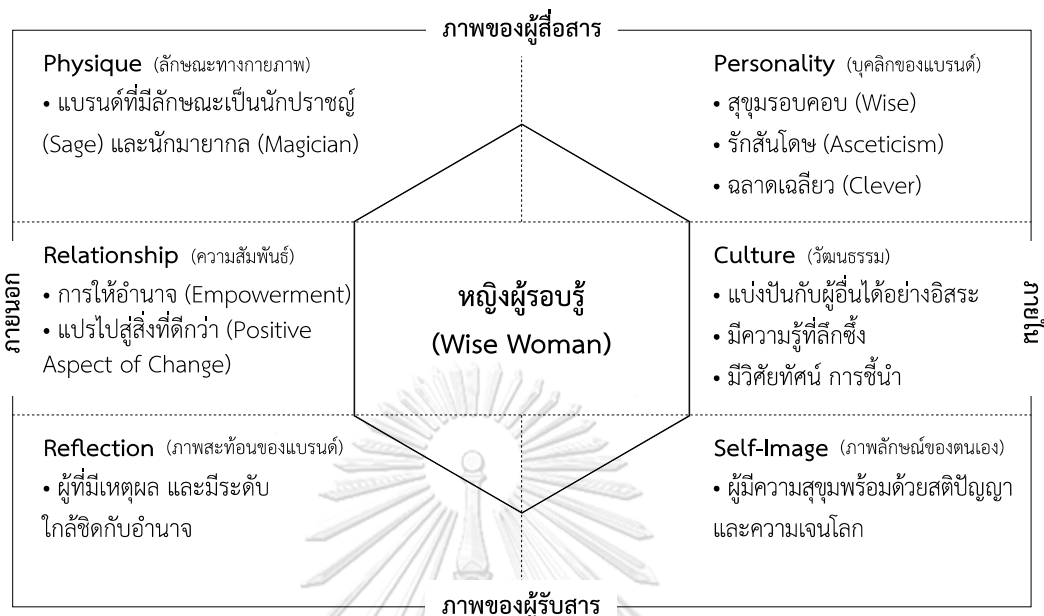 ภาพของผู้สื่อสาร
Physique (ลักษณะทางกายภาพ)
• แบรนด์ที่มีลักษณะเป็นนักปราชญ์
(Sage) และนักมายากล (Magician)
Personality (บุคลิกของแบรนด์)
• สุขุมรอบคอบ (Wise)
• รักสันโดษ (Asceticism)
• ฉลาดเฉลียว (Clever)
ภายนอก
Relationship (ความสัมพันธ์)
• การให้อำนาจ (Empowerment)
• แปรไปสู่สิ่งที่ดีกว่า (Positive
Aspect of Change)
หญิงผู้รอบรู้
(Wise Woman)
Culture (วัฒนธรรม)
• แบ่งปันกับผู้อื่นได้อย่างอิสระ
• มีความรู้ที่ลึกซึ้ง
• มีวิศัยทัศน์ การชี้นำ
ภายใน
Reflection (ภาพสะท้อนของแบรนด์)
• ผู้ที่มีเหตุผล และมีระดับ
ใกล้ชิดกับอำนาจ
Self-Image (ภาพลักษณ์ของตนเอง)
• ผู้มีความสุขุมพร้อมด้วยสติปัญญา
และความเจนโลก
ภาพของผู้รับสาร